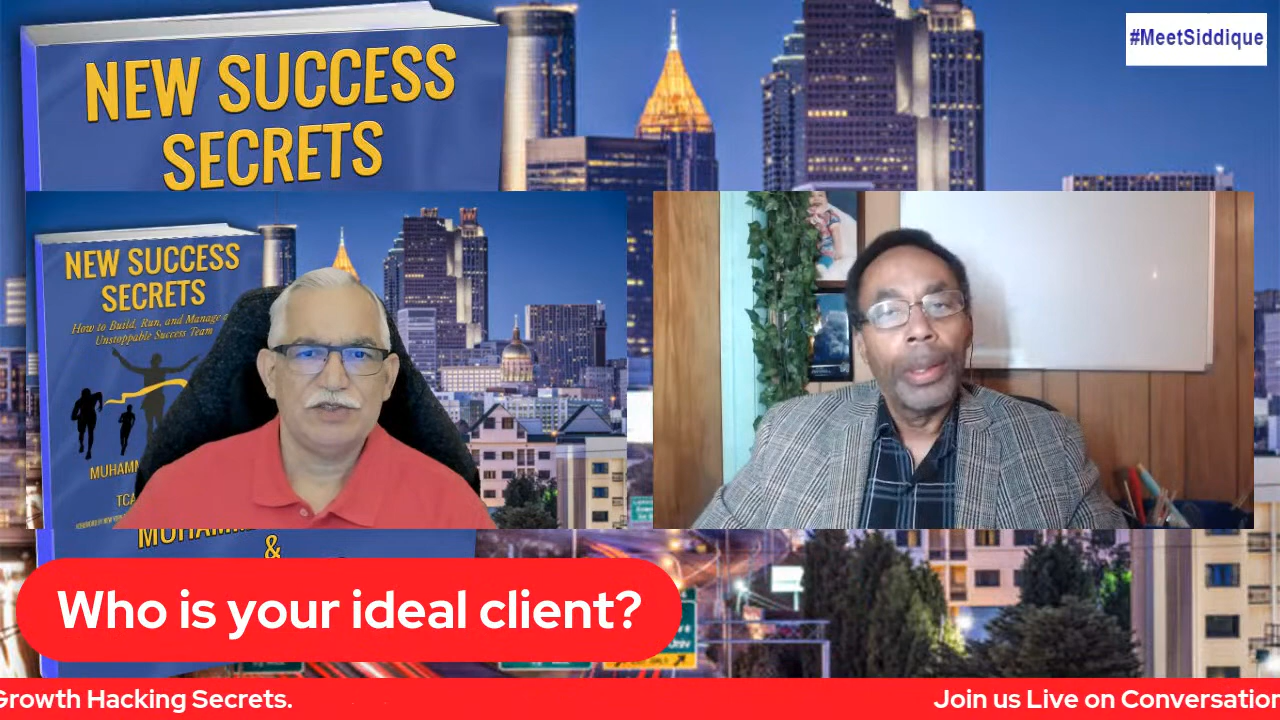 NEW SUCCESS
SECRETS
#MeetSiddique
NEW SUCCESS
SECRETS
How to Build, Run, and Manage
Unstoppable Success Team
&
Who is your ideal client?
Growth Hacking Secrets.
Join us Live on Conversation